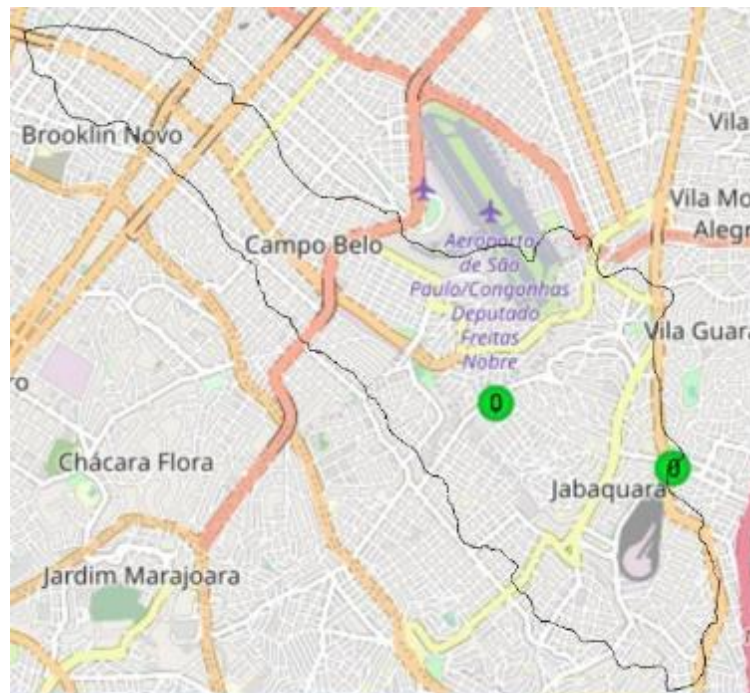 Brooklin Novo
Vila
Vila Mo
Alegr
Campo Belo
Aeroporto
de São
Paulo/Congonhas
Deputado
Freitas
Nobre
Vila Guara
ro
0
Chácara Flora
Jabaquara
Jardim Marajoara